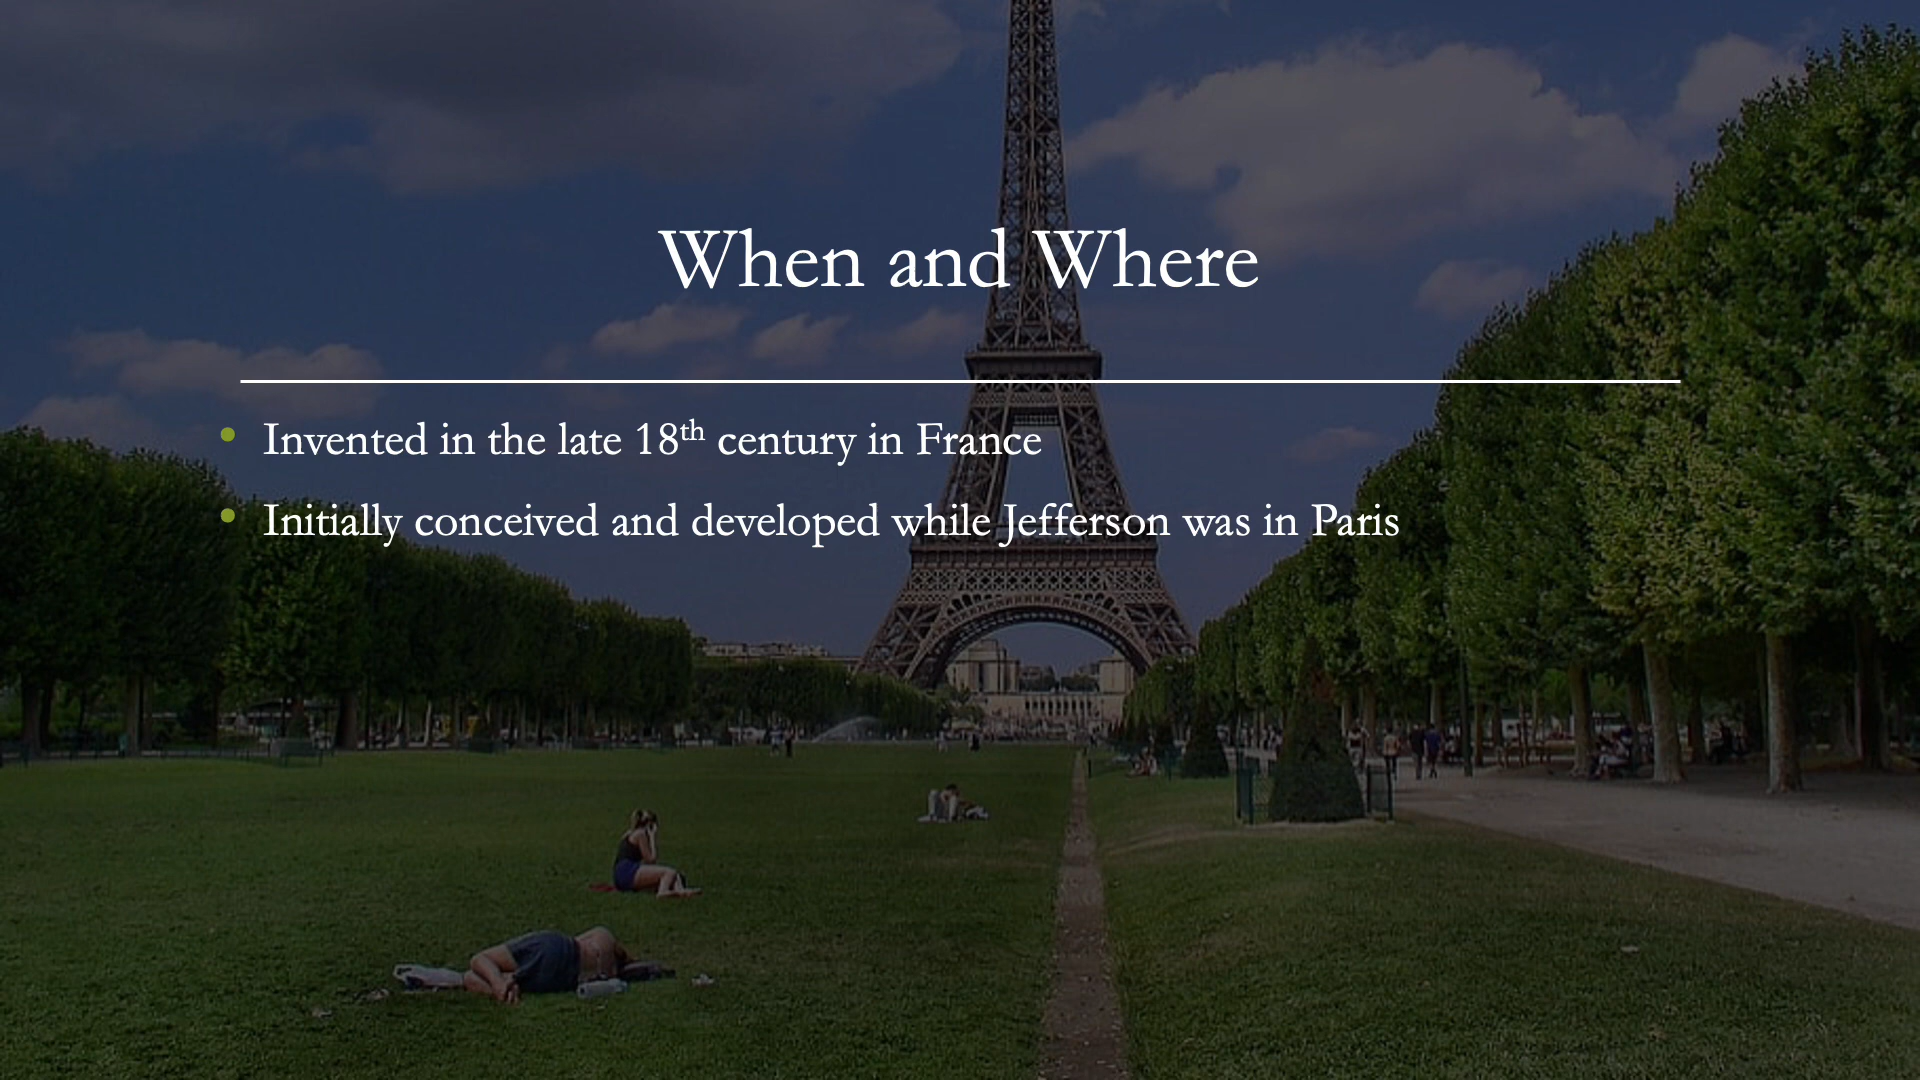 When and Where
• Invented in the late 18th century in France
• Initially conceived and developed while Jefferson was in Paris